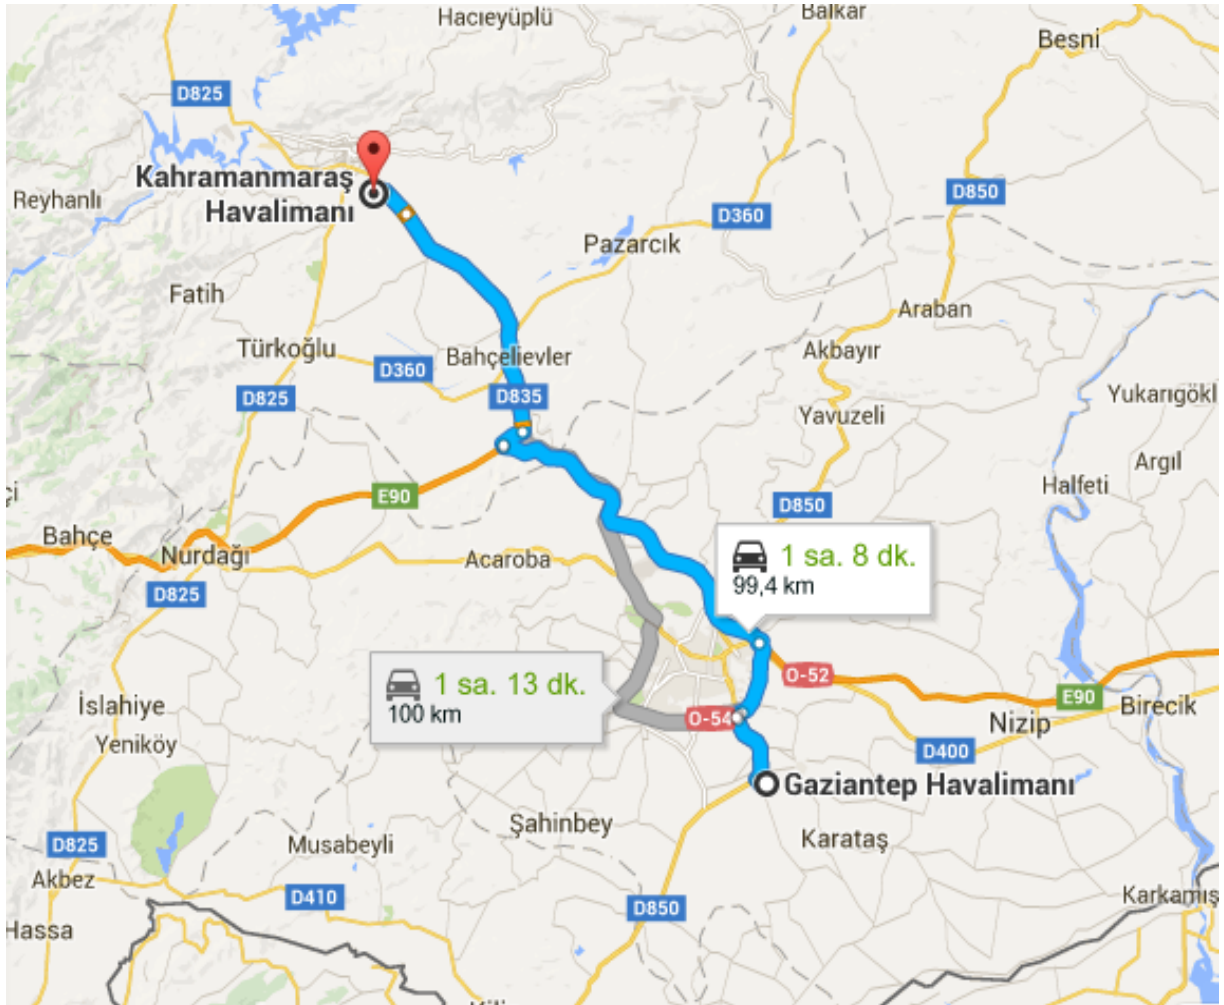 Hacıeyüplü
Balkar
Besni
D825
Kahramanmaraş
Havalimanı
Reyhanlı
D850
D360
Pazarcık
Fatih
Araban
Türkoğlu
Bahçelievler
Akbayır
D360
D825
D835
Yukarıgökl
Yavuzeli
Argıl
Halfeti
E90
D850
çi
Bahçe
Nurdağı
Acaroba
1 sa. 8 dk.
99,4 km
D825
O-52
1 sa. 13 dk.
100 km
E90
İslahiye
Birecik
O-54
Nizip
Yeniköy
D400
Gaziantep Havalimanı
Şahinbey
Karataş
D825
Musabeyli
Akbez
D410
D850
Karkamış
Hassa